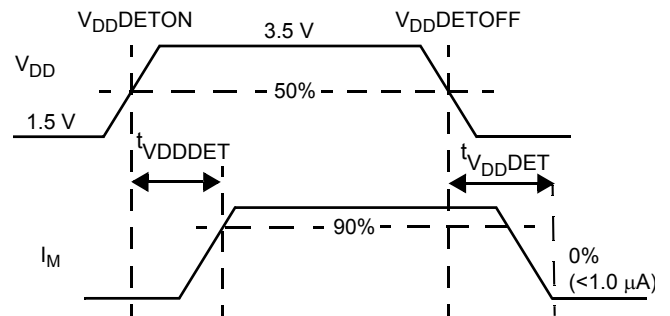 VDDDETON
VDDDETOFF
3.5 V
VDD
50%
1.5 V
tVDDDET
tVDDDET
90%
IM
0%
(<1.0 μA)